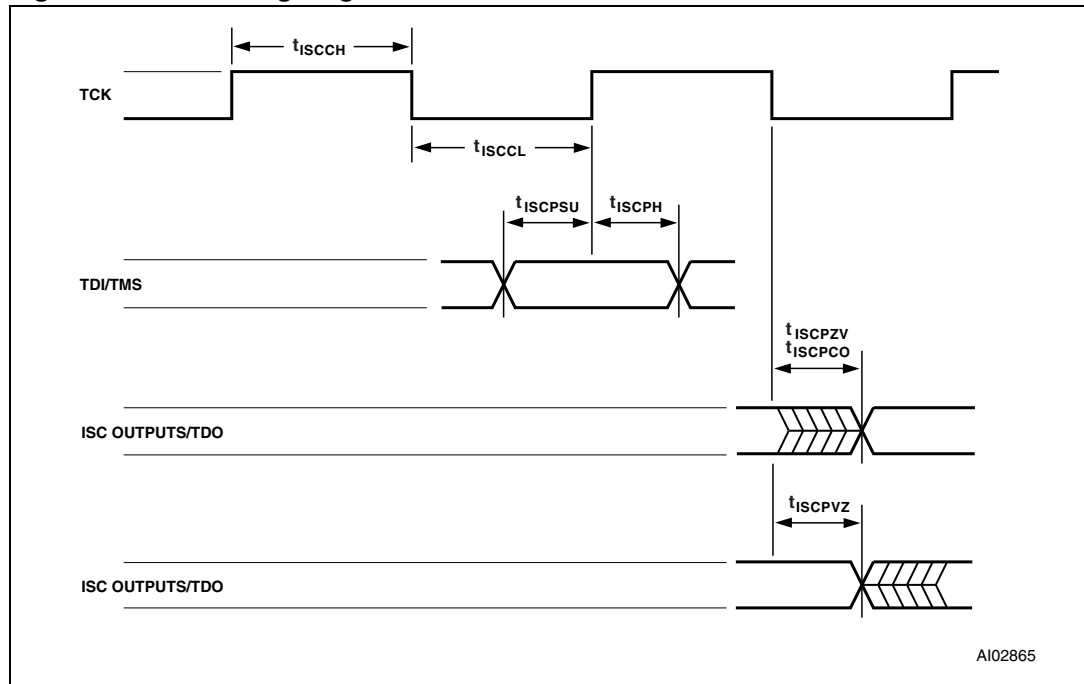 tISCCH
TCK
tISCCL
tISCPSU
tISCPH
TDI/TMS
tISCPZV
tISCPCO
ISC OUTPUTS/TDO
tISCPVZ
ISC OUTPUTS/TDO
AI02865